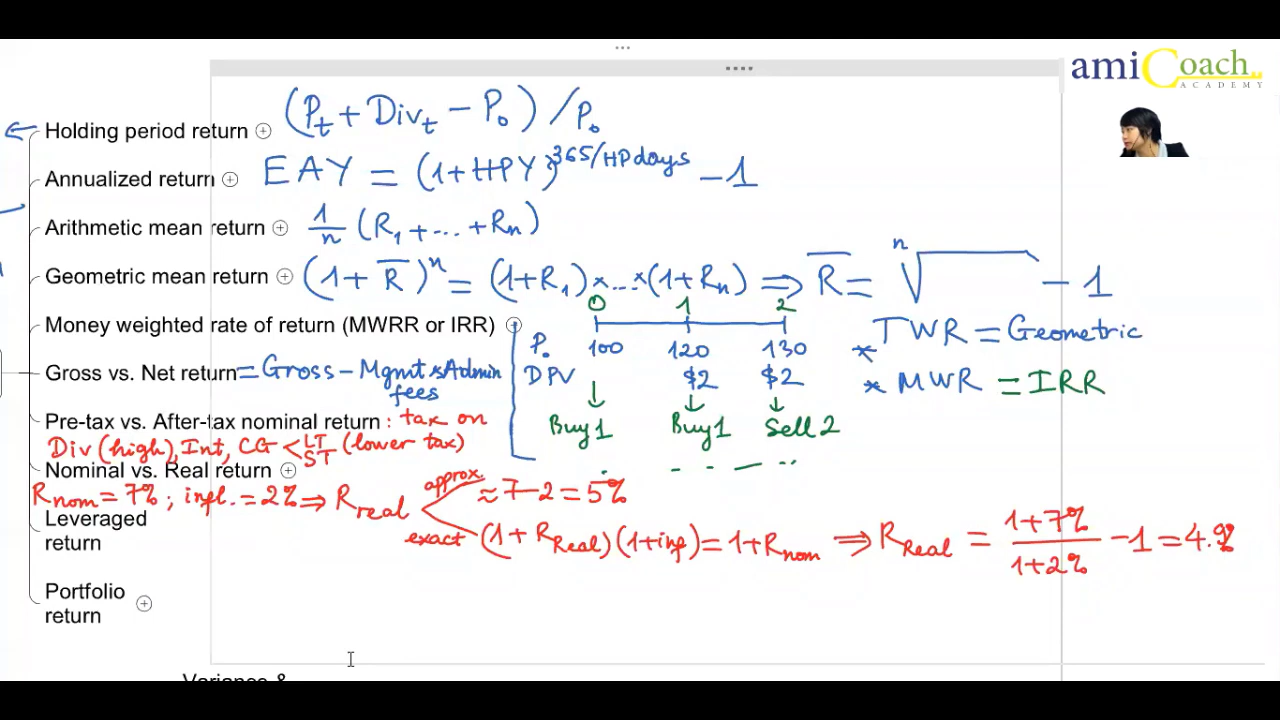 ami Coach
ACADEMY
Holding period return (Pt + Divt − P0) / P0
Annualized return EAY = (1+HPY)^365/HPdays − 1
Arithmetic mean return 1/n (R1 + ... + Rn)
Geometric mean return (1 + R̅)^n = (1+R1) × ... × (1+Rn) ⇒ R̅ = n√ − 1
0 1 2
Money weighted rate of return (MWRR or IRR)
* TWR = Geometric
P0 100 120 130
Gross vs. Net return = Gross − Mgmt & Admin fees
DPV $2 $2
* MWR = IRR
Buy 1 Buy 1 Sell 2
Pre-tax vs. After-tax nominal return : tax on
Div (high), Int, CG < LT ST (lower tax)
Nominal vs. Real return
Rnom = 7% ; infl. = 2% ⇒ Rreal
approx. ≈ 7 − 2 = 5%
exact (1 + RReal)(1+inf) = 1 + Rnom ⇒ RReal = 1+7% / 1+2% − 1 = 4.9%
Leveraged
return
Portfolio
return
Variance &